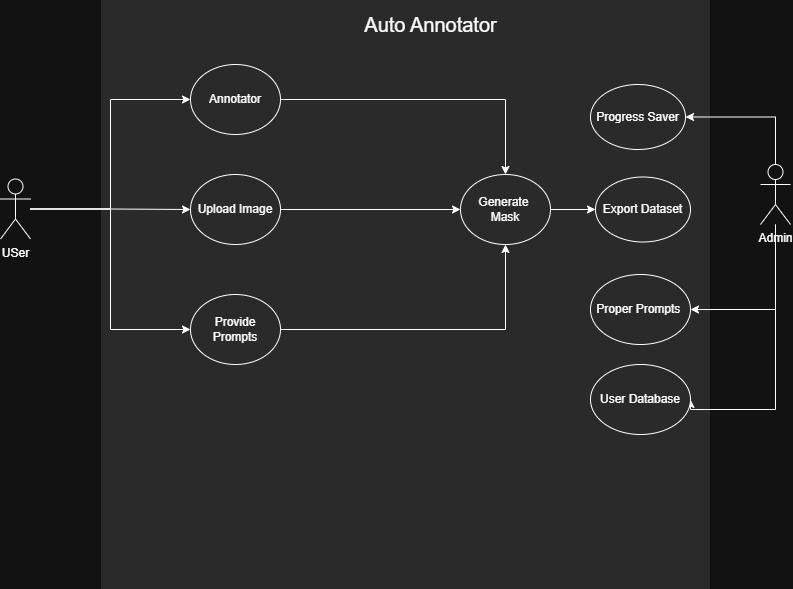 Auto Annotator
Annotator
Progress Saver
USer
Upload Image
Generate
Mask
Export Dataset
Admin
Provide
Prompts
Proper Prompts
User Database